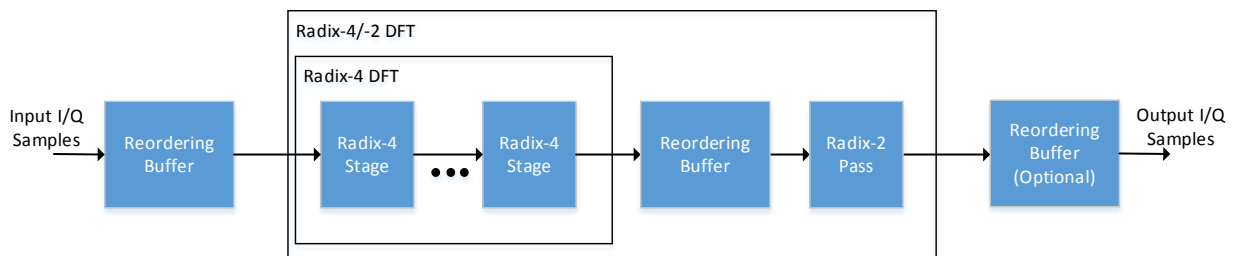 Radix-4/-2 DFT
Radix-4 DFT
Input I/Q
Samples
Reordering
Buffer
Radix-4
Stage
Radix-4
Stage
Reordering
Buffer
Radix-2
Pass
Reordering
Buffer
(Optional)
Output I/Q
Samples